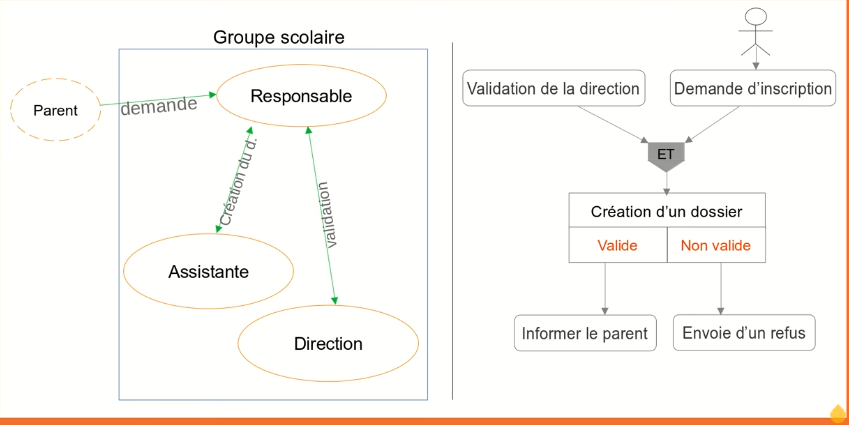 Groupe scolaire
Parent
demande
Responsable
Création du d.
validation
Assistante
Direction
Validation de la direction
Demande d’inscription
ET
Création d’un dossier
Valide
Non valide
Informer le parent
Envoie d’un refus